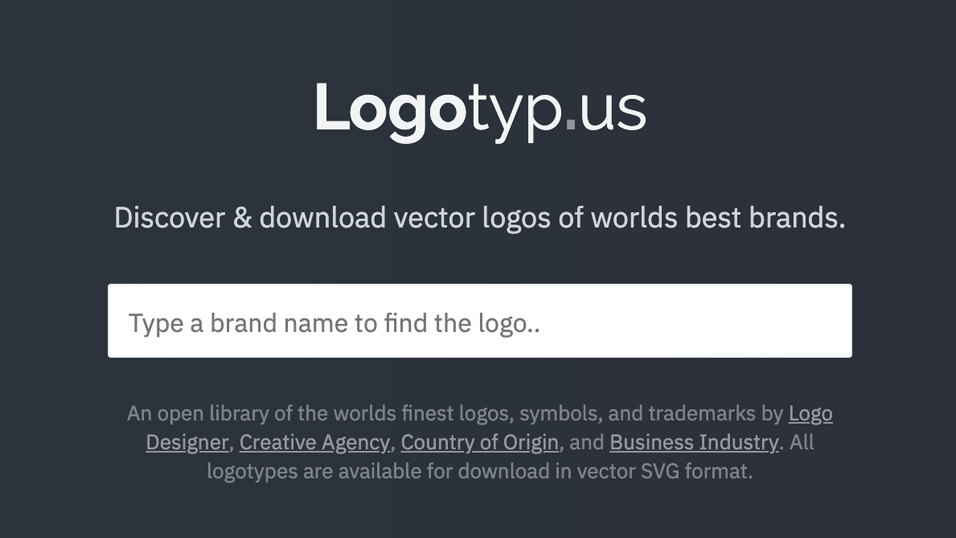 Logotyp.us
Discover & download vector logos of worlds best brands.
Type a brand name to find the logo..
An open library of the worlds finest logos, symbols, and trademarks by Logo
Designer, Creative Agency, Country of Origin, and Business Industry. All
logotypes are available for download in vector SVG format.